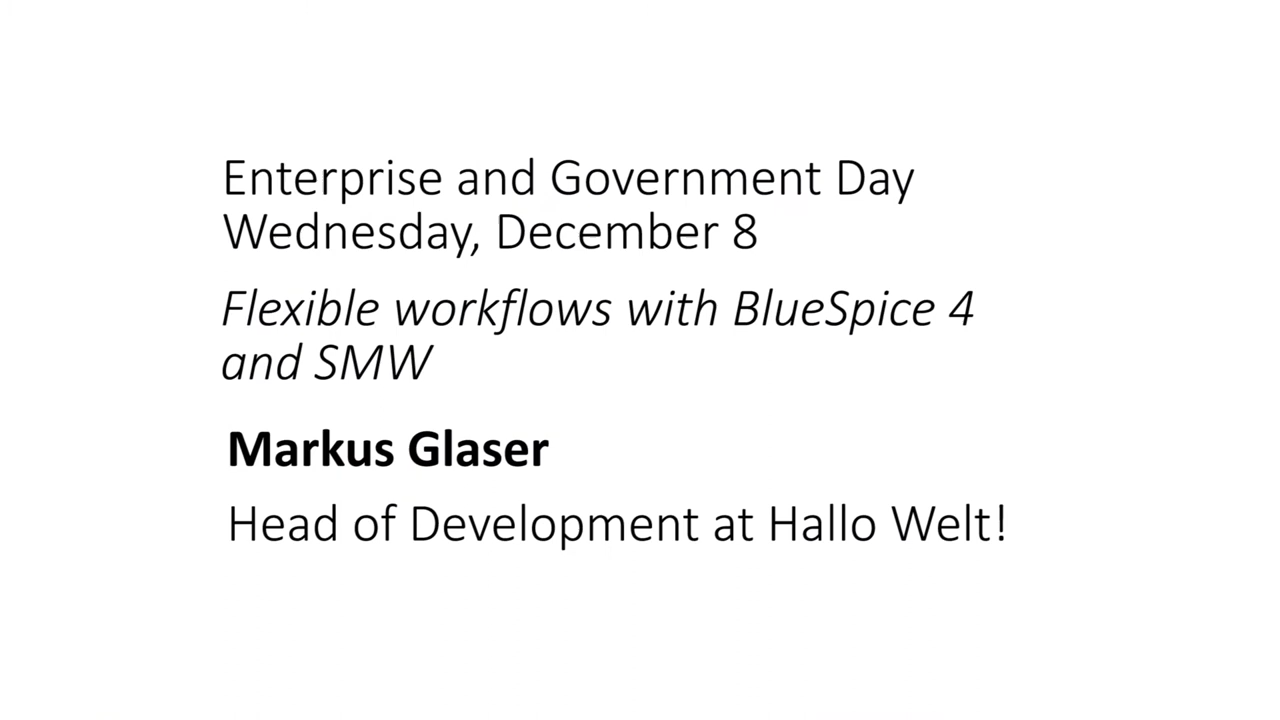 Enterprise and Government Day
Wednesday, December 8
Flexible workflows with BlueSpice 4
and SMW
Markus Glaser
Head of Development at Hallo Welt!